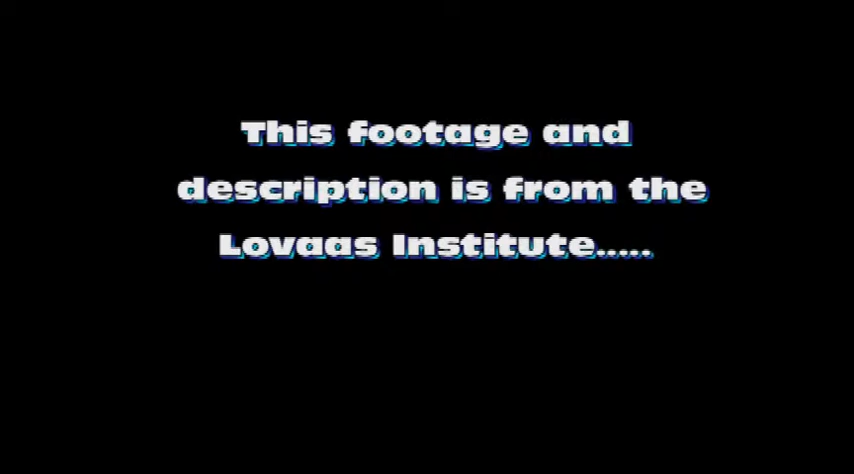 This footage and
description is from the
Lovaas Institute.....